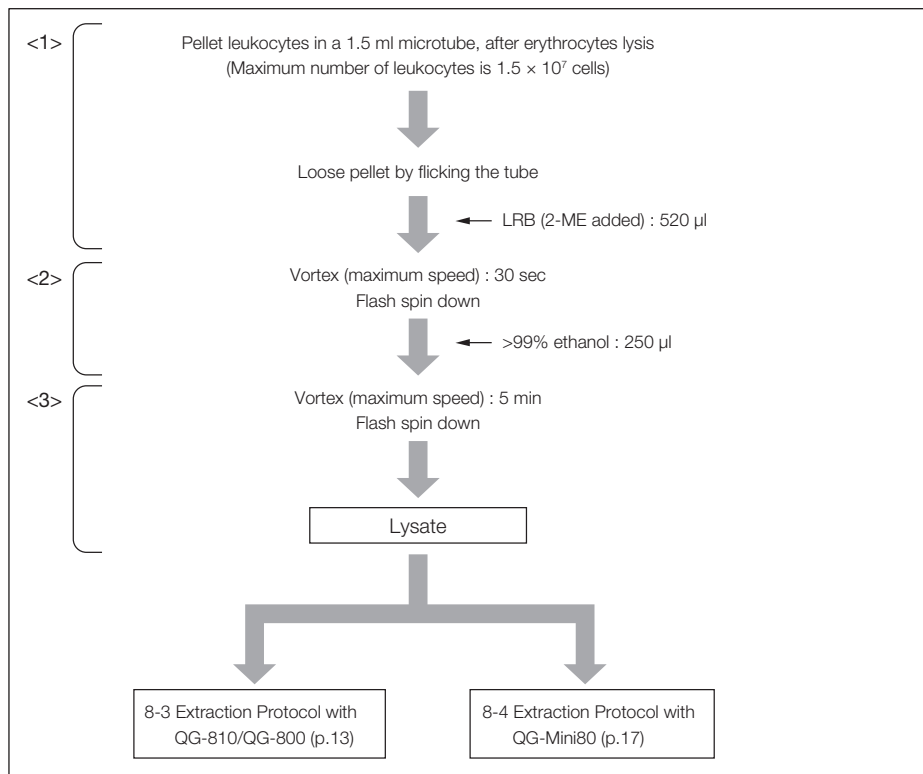 <1>
Pellet leukocytes in a 1.5 ml microtube, after erythrocytes lysis
(Maximum number of leukocytes is 1.5 × 10⁷ cells)
Loose pellet by flicking the tube
LRB (2-ME added) : 520 µl
<2>
Vortex (maximum speed) : 30 sec
Flash spin down
>99% ethanol : 250 µl
<3>
Vortex (maximum speed) : 5 min
Flash spin down
Lysate
8-3 Extraction Protocol with
QG-810/QG-800 (p.13)
8-4 Extraction Protocol with
QG-Mini80 (p.17)